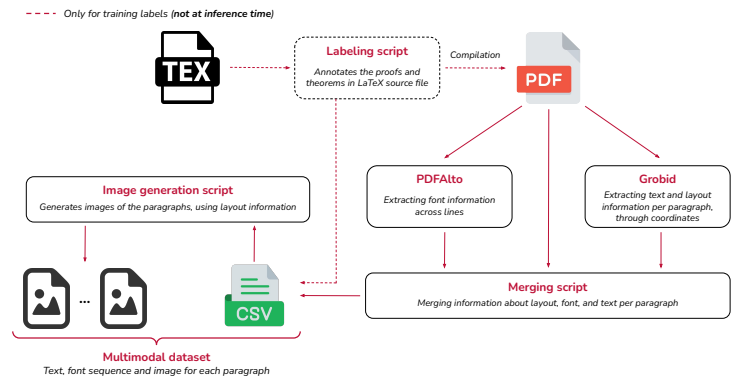 Only for training labels (not at inference time)
TEX
Labeling script
Annotates the proofs and
theorems in LaTeX source file
Compilation
PDF
Image generation script
Generates images of the paragraphs, using layout information
PDFAlto
Extracting font information
across lines
Grobid
Extracting text and layout
information per paragraph,
through coordinates
...
CSV
Merging script
Merging information about layout, font, and text per paragraph
Multimodal dataset
Text, font sequence and image for each paragraph